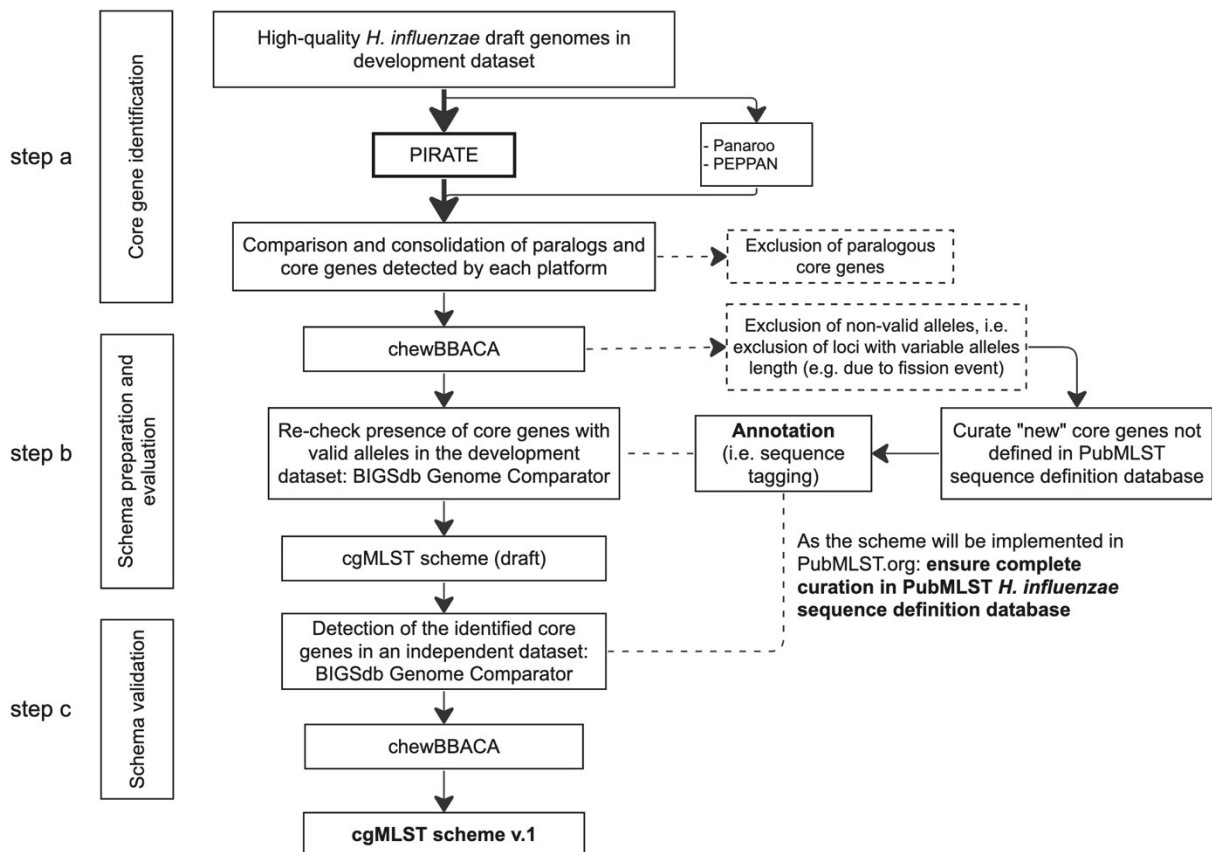 High-quality H. influenzae draft genomes in
development dataset
step a
Core gene identification
PIRATE
- Panaroo
- PEPPAN
Comparison and consolidation of paralogs and
core genes detected by each platform
Exclusion of paralogous
core genes
step b
Schema preparation and
evaluation
chewBBACA
Exclusion of non-valid alleles, i.e.
exclusion of loci with variable alleles
length (e.g. due to fission event)
Re-check presence of core genes with
valid alleles in the development
dataset: BIGSdb Genome Comparator
Annotation
(i.e. sequence
tagging)
Curate "new" core genes not
defined in PubMLST
sequence definition database
cgMLST scheme (draft)
As the scheme will be implemented in
PubMLST.org: ensure complete
curation in PubMLST H. influenzae
sequence definition database
step c
Schema validation
Detection of the identified core
genes in an independent dataset:
BIGSdb Genome Comparator
chewBBACA
cgMLST scheme v.1